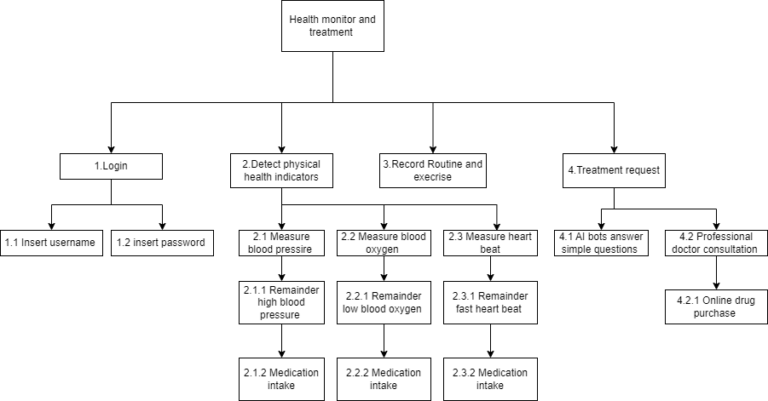 Health monitor and
treatment
1.Login
2.Detect physical
health indicators
3.Record Routine and
execrise
4.Treatment request
1.1 Insert username
1.2 insert password
2.1 Measure
blood pressire
2.2 Measure blood
oxygen
2.3 Measure heart
beat
4.1 AI bots answer
simple questions
4.2 Professional
doctor consultation
2.1.1 Remainder
high blood
pressure
2.2.1 Remainder
low blood oxygen
2.3.1 Remainder
fast heart beat
4.2.1 Online drug
purchase
2.1.2 Medication
intake
2.2.2 Medication
intake
2.3.2 Medication
intake